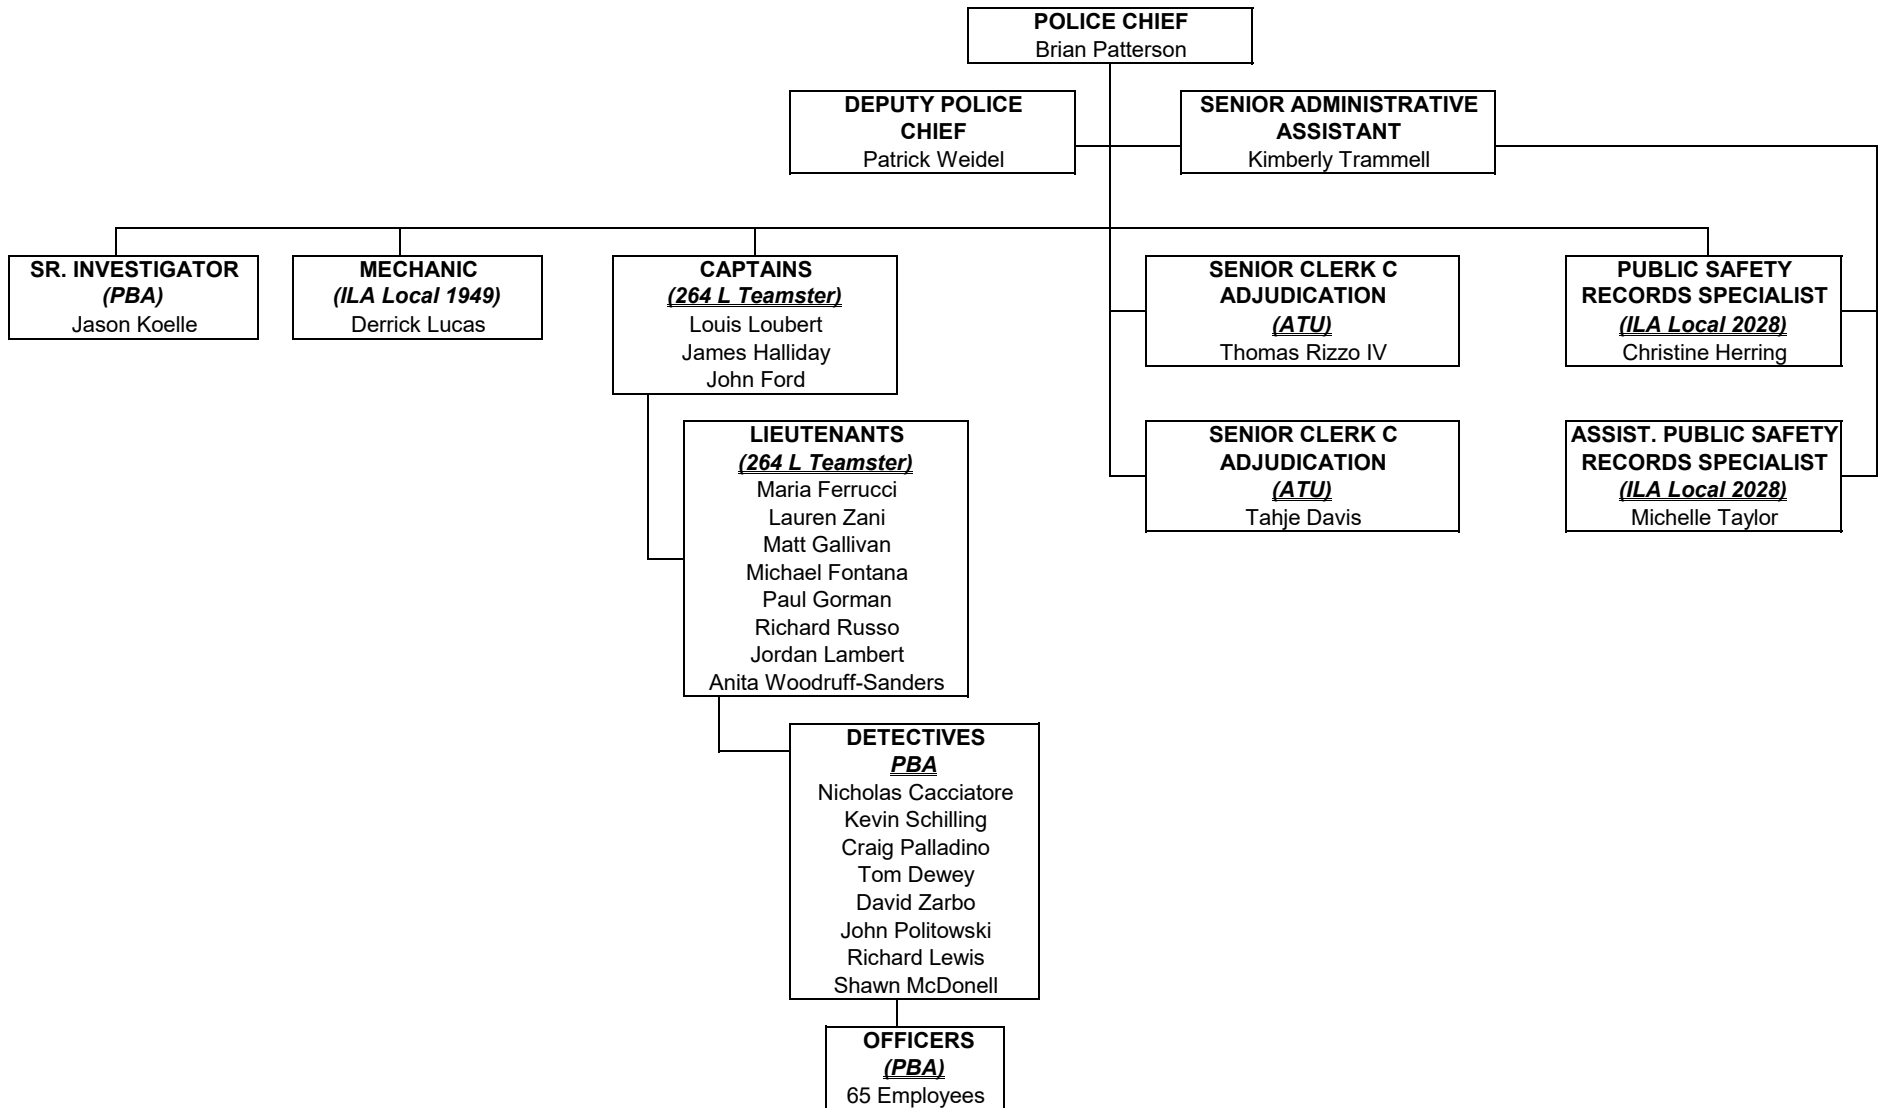 POLICE CHIEF
Brian Patterson
DEPUTY POLICE
CHIEF
Patrick Weidel
SENIOR ADMINISTRATIVE
ASSISTANT
Kimberly Trammell
SR. INVESTIGATOR
(PBA)
Jason Koelle
MECHANIC
(ILA Local 1949)
Derrick Lucas
CAPTAINS
(264 L Teamster)
Louis Loubert
James Halliday
John Ford
SENIOR CLERK C
ADJUDICATION
(ATU)
Thomas Rizzo IV
PUBLIC SAFETY
RECORDS SPECIALIST
(ILA Local 2028)
Christine Herring
LIEUTENANTS
(264 L Teamster)
Maria Ferrucci
Lauren Zani
Matt Gallivan
Michael Fontana
Paul Gorman
Richard Russo
Jordan Lambert
Anita Woodruff-Sanders
SENIOR CLERK C
ADJUDICATION
(ATU)
Tahje Davis
ASSIST. PUBLIC SAFETY
RECORDS SPECIALIST
(ILA Local 2028)
Michelle Taylor
DETECTIVES
PBA
Nicholas Cacciatore
Kevin Schilling
Craig Palladino
Tom Dewey
David Zarbo
John Politowski
Richard Lewis
Shawn McDonell
OFFICERS
(PBA)
65 Employees